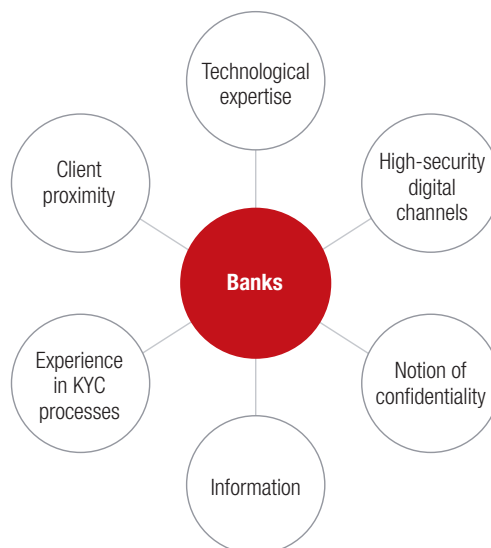 Technological
expertise
Client
proximity
High-security
digital
channels
Banks
Experience
in KYC
processes
Notion of
confidentiality
Information